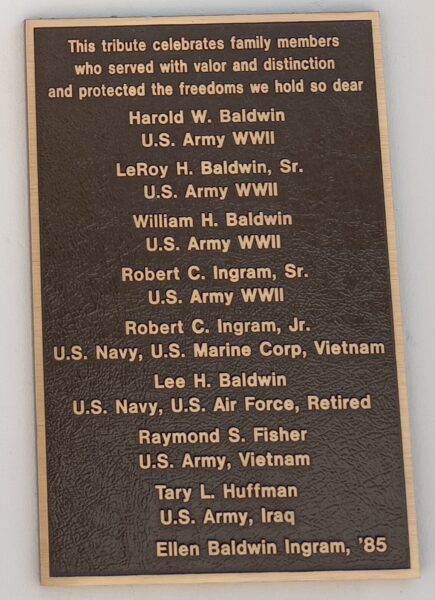 This tribute celebrates family members
who served with valor and distinction
and protected the freedoms we hold so dear
Harold W. Baldwin
U.S. Army WWII
LeRoy H. Baldwin, Sr.
U.S. Army WWII
William H. Baldwin
U.S. Army WWII
Robert C. Ingram, Sr.
U.S. Army WWII
Robert C. Ingram, Jr.
U.S. Navy, U.S. Marine Corp, Vietnam
Lee H. Baldwin
U.S. Navy, U.S. Air Force, Retired
Raymond S. Fisher
U.S. Army, Vietnam
Tary L. Huffman
U.S. Army, Iraq
Ellen Baldwin Ingram, '85